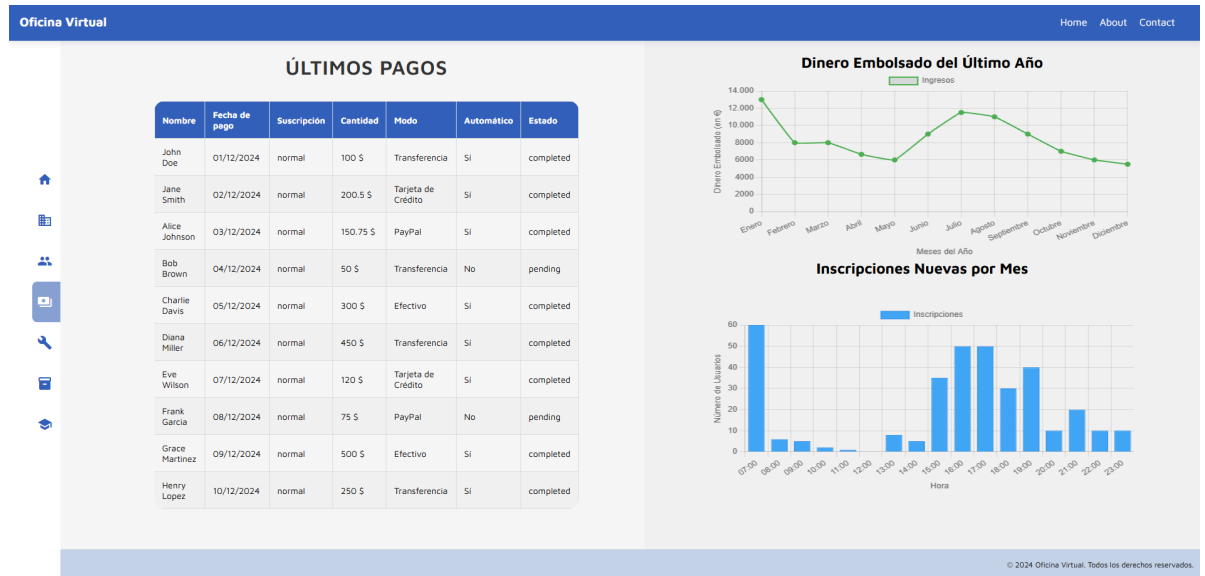 Oficina Virtual
Home About Contact
ÚLTIMOS PAGOS
Nombre Fecha de pago Suscripción Cantidad Modo Automático Estado
John Doe 01/12/2024 normal 100 $ Transferencia Sí completed
Jane Smith 02/12/2024 normal 200.5 $ Tarjeta de Crédito Sí completed
Alice Johnson 03/12/2024 normal 150.75 $ PayPal Sí completed
Bob Brown 04/12/2024 normal 50 $ Transferencia No pending
Charlie Davis 05/12/2024 normal 300 $ Efectivo Sí completed
Diana Miller 06/12/2024 normal 450 $ Transferencia Sí completed
Eve Wilson 07/12/2024 normal 120 $ Tarjeta de Crédito Sí completed
Frank Garcia 08/12/2024 normal 75 $ PayPal No pending
Grace Martinez 09/12/2024 normal 500 $ Efectivo Sí completed
Henry Lopez 10/12/2024 normal 250 $ Transferencia Sí completed
Dinero Embolsado del Último Año
Ingresos
Dinero Embolsado (en €)
14.000
12.000
10.000
8000
6000
4000
2000
0
Enero Febrero Marzo Abril Mayo Junio Julio Agosto Septiembre Octubre Noviembre Diciembre
Meses del Año
Inscripciones Nuevas por Mes
Inscripciones
Número de Usuarios
60
50
40
30
20
10
0
07:00 08:00 09:00 10:00 11:00 12:00 13:00 14:00 15:00 16:00 17:00 18:00 19:00 20:00 21:00 22:00 23:00
Hora
© 2024 Oficina Virtual. Todos los derechos reservados.